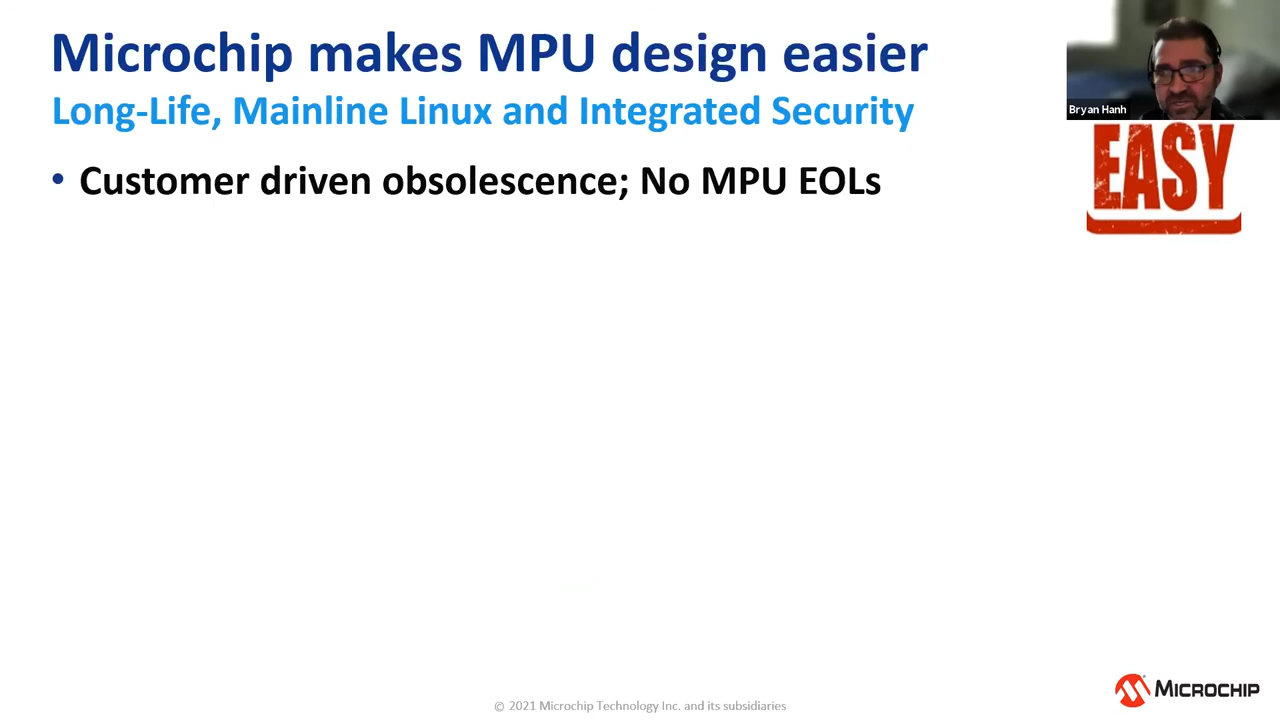 Microchip makes MPU design easier
Long-Life, Mainline Linux and Integrated Security
Bryan Hanh
EASY
• Customer driven obsolescence; No MPU EOLs
MICROCHIP
© 2021 Microchip Technology Inc. and its subsidiaries